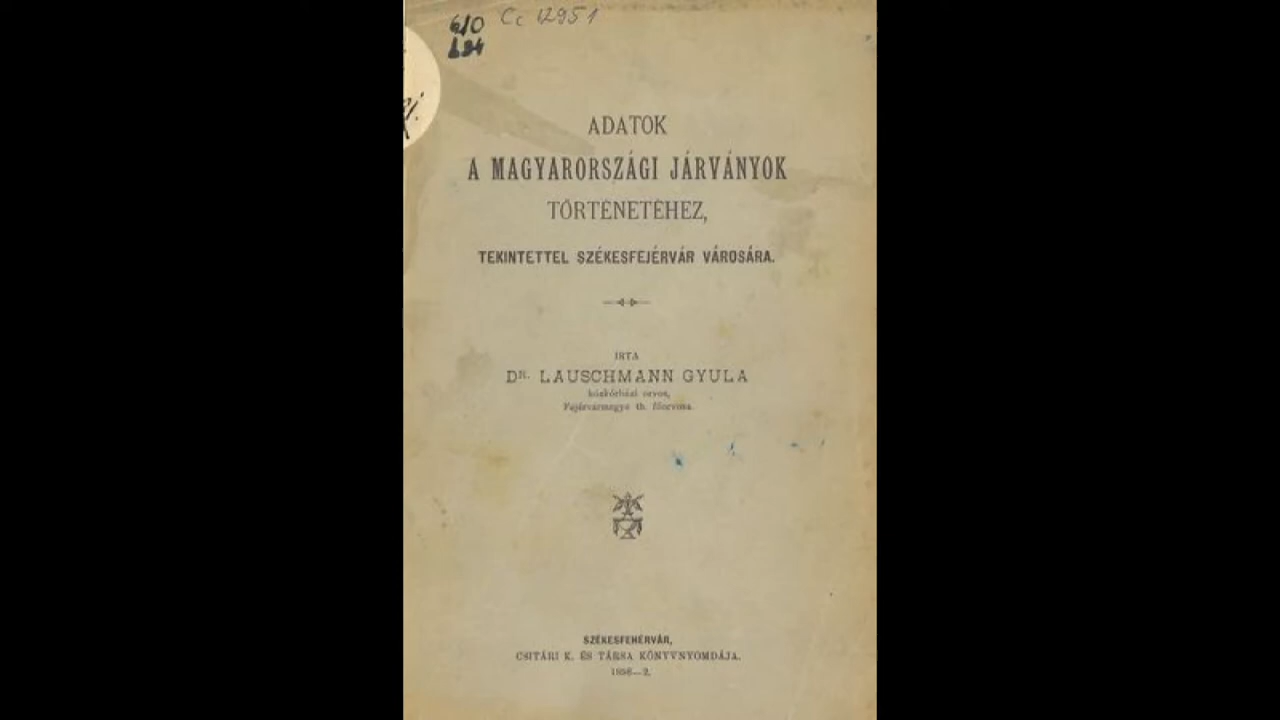 610 Cc 12951
L24
ADATOK
A MAGYARORSZÁGI JÁRVÁNYOK
TÖRTÉNETÉHEZ,
TEKINTETTEL SZÉKESFEJÉRVÁR VÁROSÁRA.
IRTA
DR. LAUSCHMANN GYULA
közkórházi orvos,
Fejérvármegye tb. főorvosa.
SZÉKESFEHÉRVÁR,
CSITÁRI K. ÉS TÁRSA KÖNYVNYOMDÁJA.